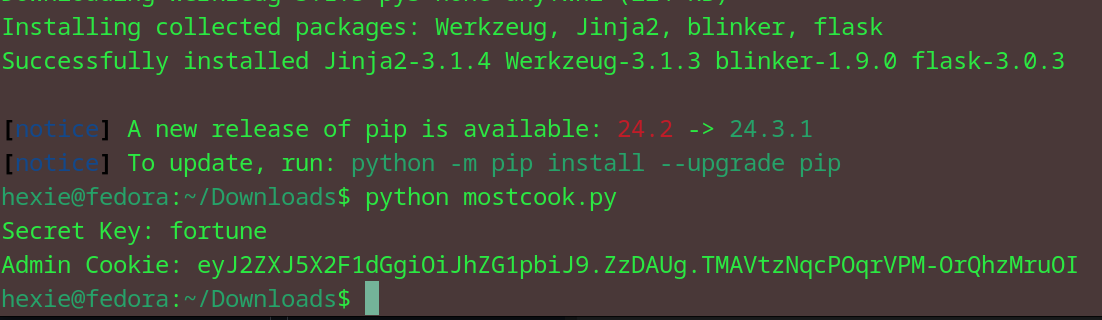 Installing collected packages: Werkzeug, Jinja2, blinker, flask
Successfully installed Jinja2-3.1.4 Werkzeug-3.1.3 blinker-1.9.0 flask-3.0.3
[notice] A new release of pip is available: 24.2 -> 24.3.1
[notice] To update, run: python -m pip install --upgrade pip
hexie@fedora:~/Downloads$ python mostcook.py
Secret Key: fortune
Admin Cookie: eyJ2ZXJ5X2F1dGgiOiJhZG1pbiJ9.ZzDAUg.TMAVtzNqcPOqrVPM-OrQhzMruOI
hexie@fedora:~/Downloads$